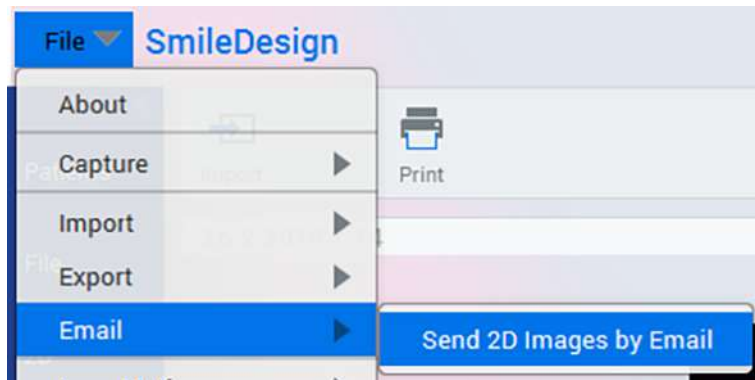 File SmileDesign
About
Capture
Print
Import
Export
Email
Send 2D Images by Email